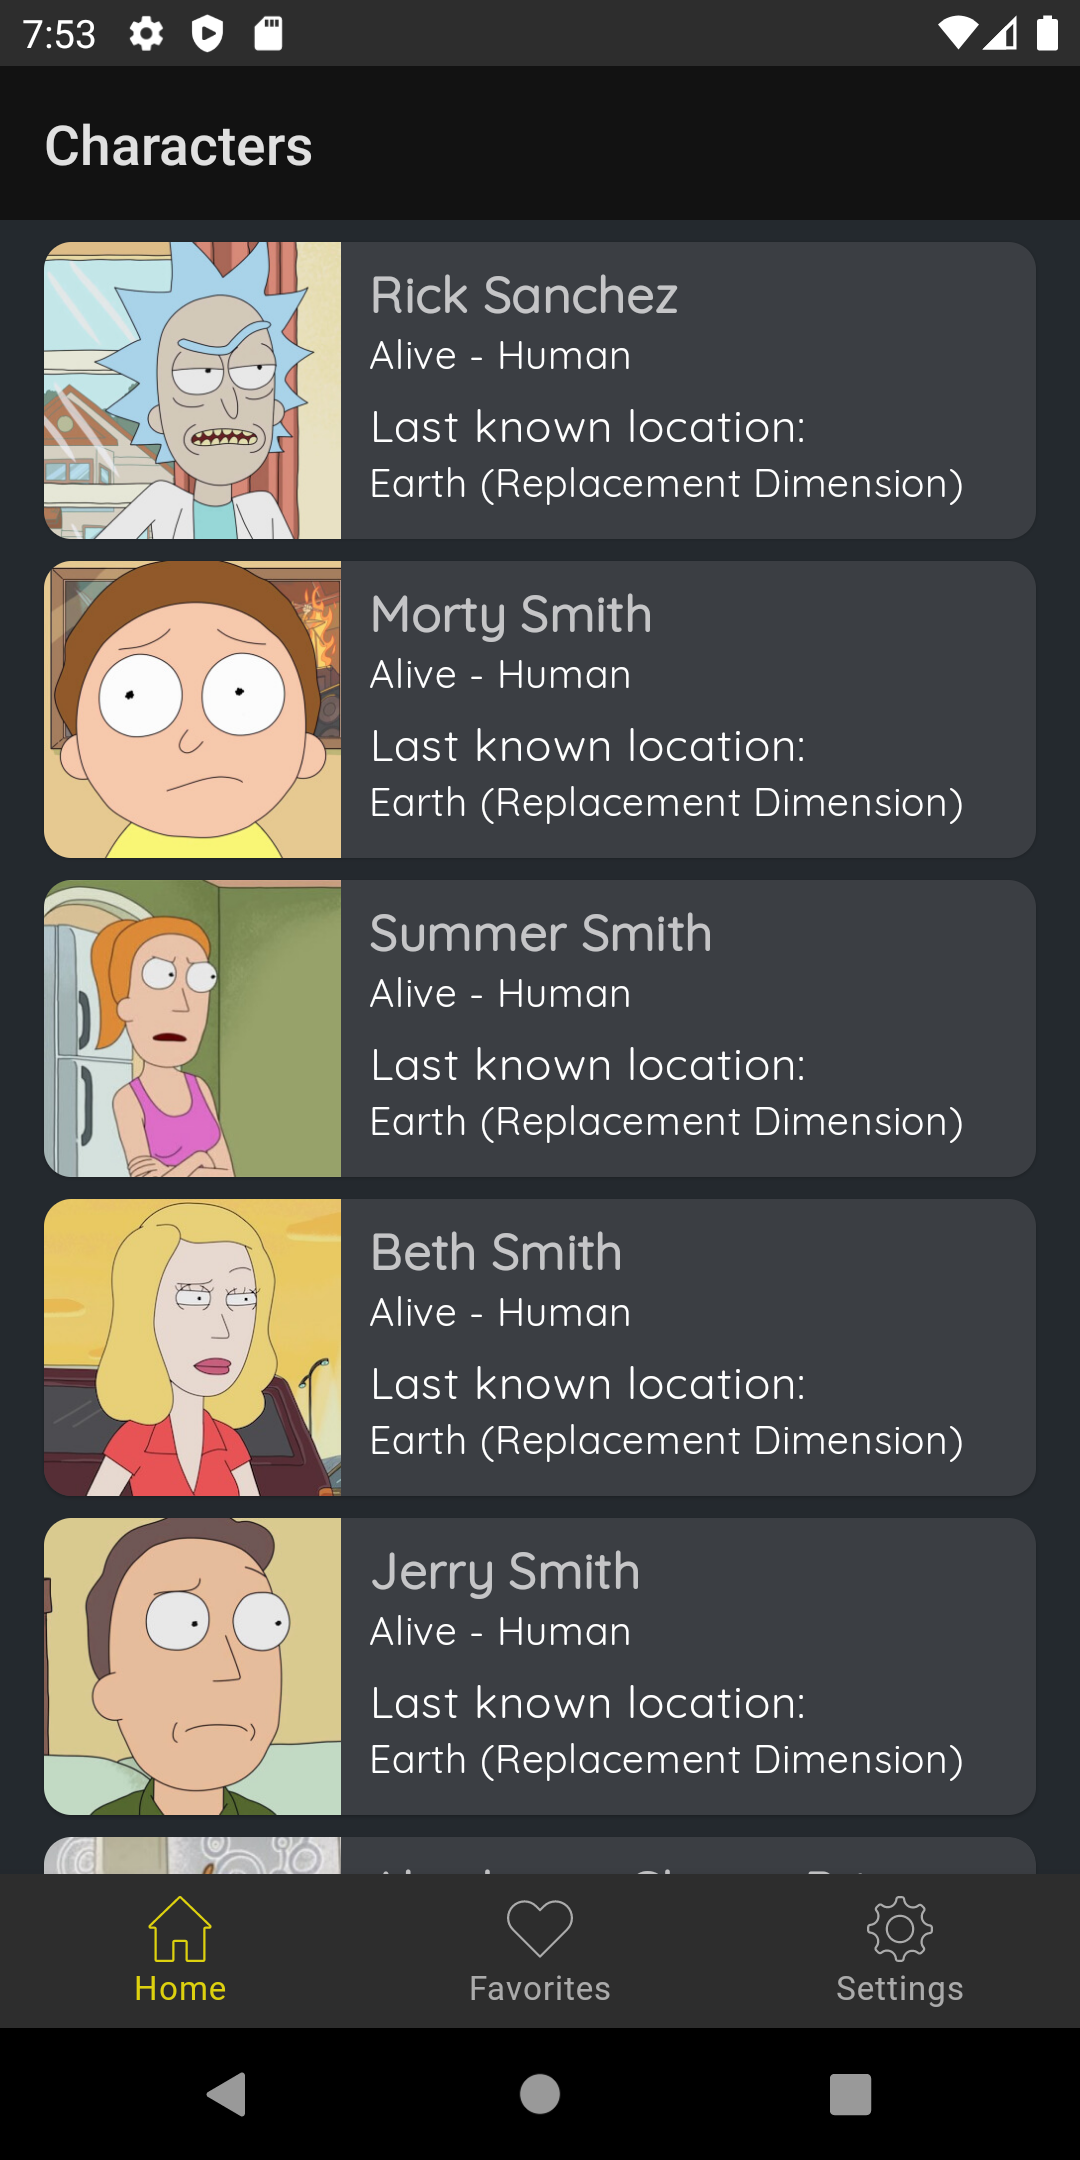 7:53
Characters
Rick Sanchez
Alive - Human
Last known location:
Earth (Replacement Dimension)
Morty Smith
Alive - Human
Last known location:
Earth (Replacement Dimension)
Summer Smith
Alive - Human
Last known location:
Earth (Replacement Dimension)
Beth Smith
Alive - Human
Last known location:
Earth (Replacement Dimension)
Jerry Smith
Alive - Human
Last known location:
Earth (Replacement Dimension)
Home
Favorites
Settings